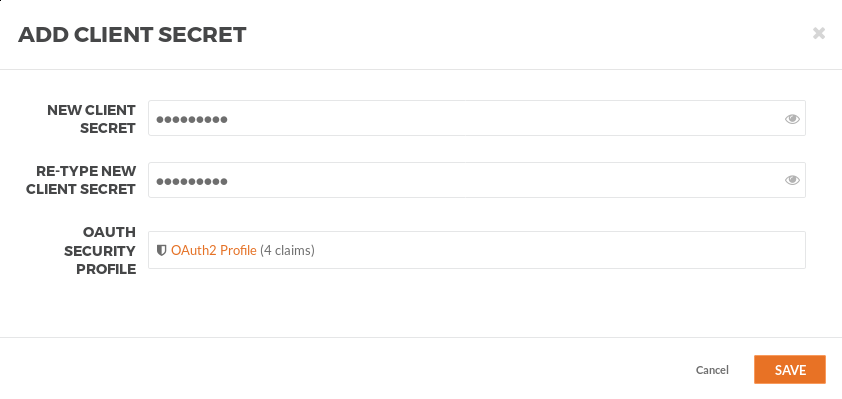 ADD CLIENT SECRET
NEW CLIENT
SECRET
●●●●●●●●●
RE-TYPE NEW
CLIENT SECRET
●●●●●●●●●
OAUTH
SECURITY
PROFILE
OAuth2 Profile (4 claims)
Cancel
SAVE